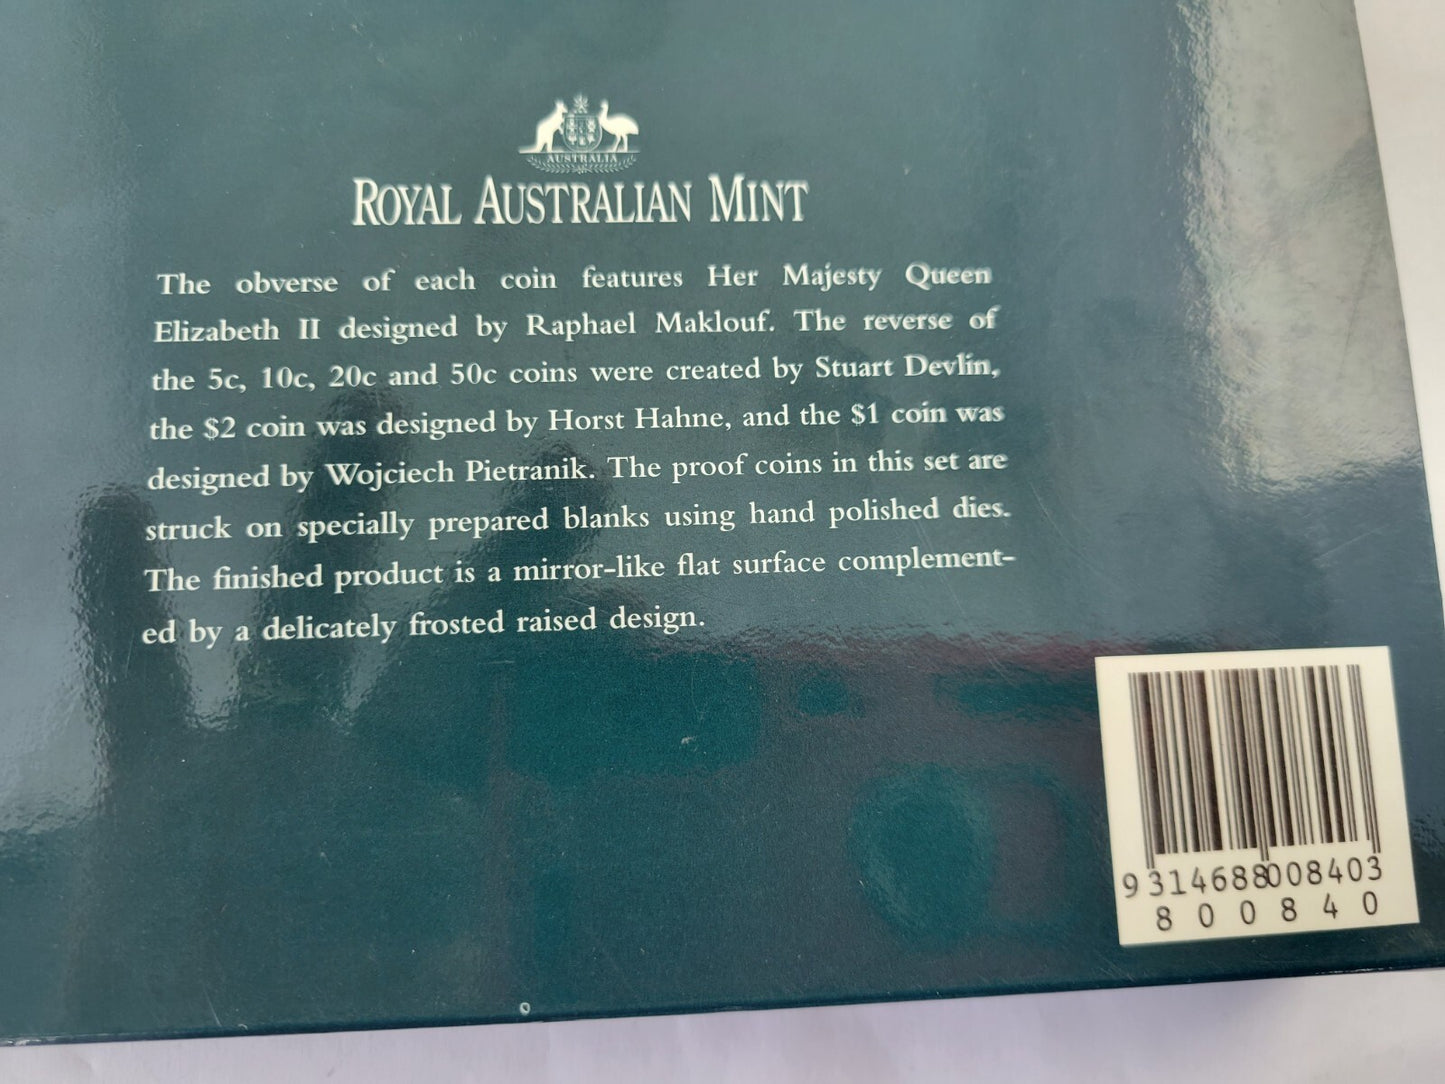 AUSTRALIA
ROYAL AUSTRALIAN MINT
The obverse of each coin features Her Majesty Queen
Elizabeth II designed by Raphael Maklouf. The reverse of
the 5c, 10c, 20c and 50c coins were created by Stuart Devlin,
the $2 coin was designed by Horst Hahne, and the $1 coin was
designed by Wojciech Pietranik. The proof coins in this set are
struck on specially prepared blanks using hand polished dies.
The finished product is a mirror-like flat surface complement-
ed by a delicately frosted raised design.
9314688008403
800840